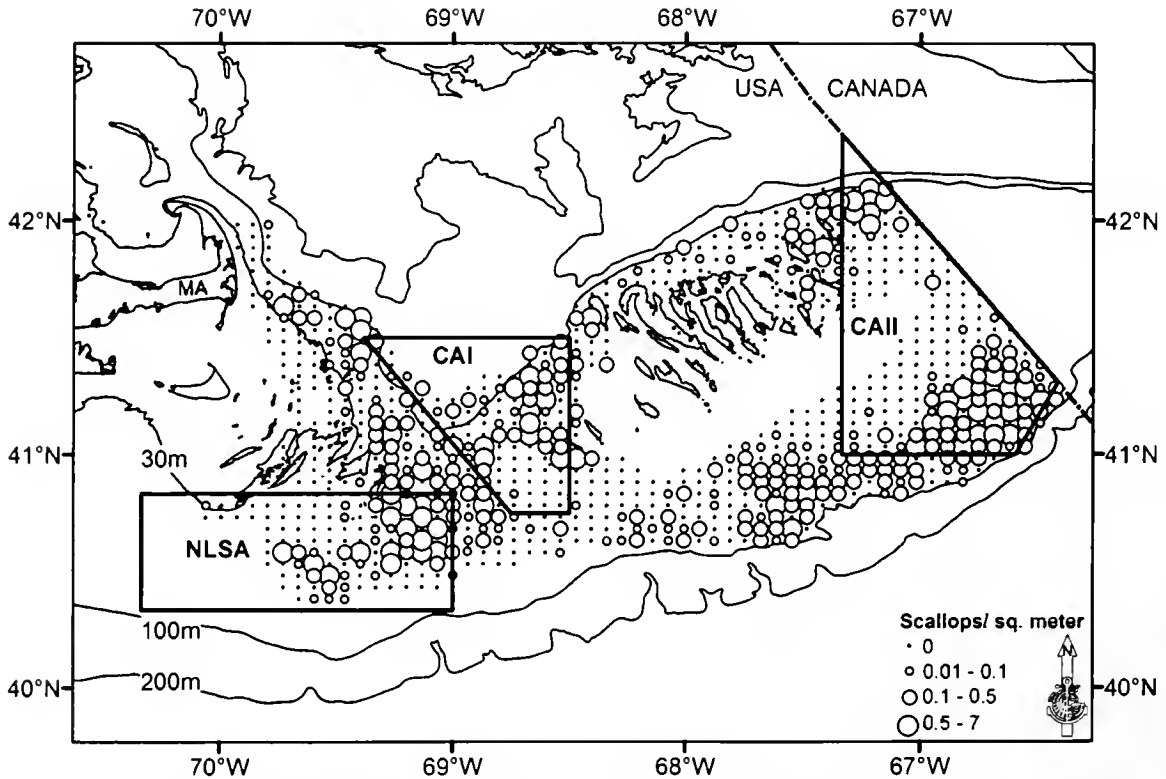 70°W 69°W 68°W 67°W
USA CANADA
42°N 42°N
MA
CAI
CAII
41°N 41°N
30m
NLSA
100m
Scallops/ sq. meter
0
0.01 - 0.1
0.1 - 0.5
0.5 - 7
N
200m
40°N 40°N
70°W 69°W 68°W 67°W